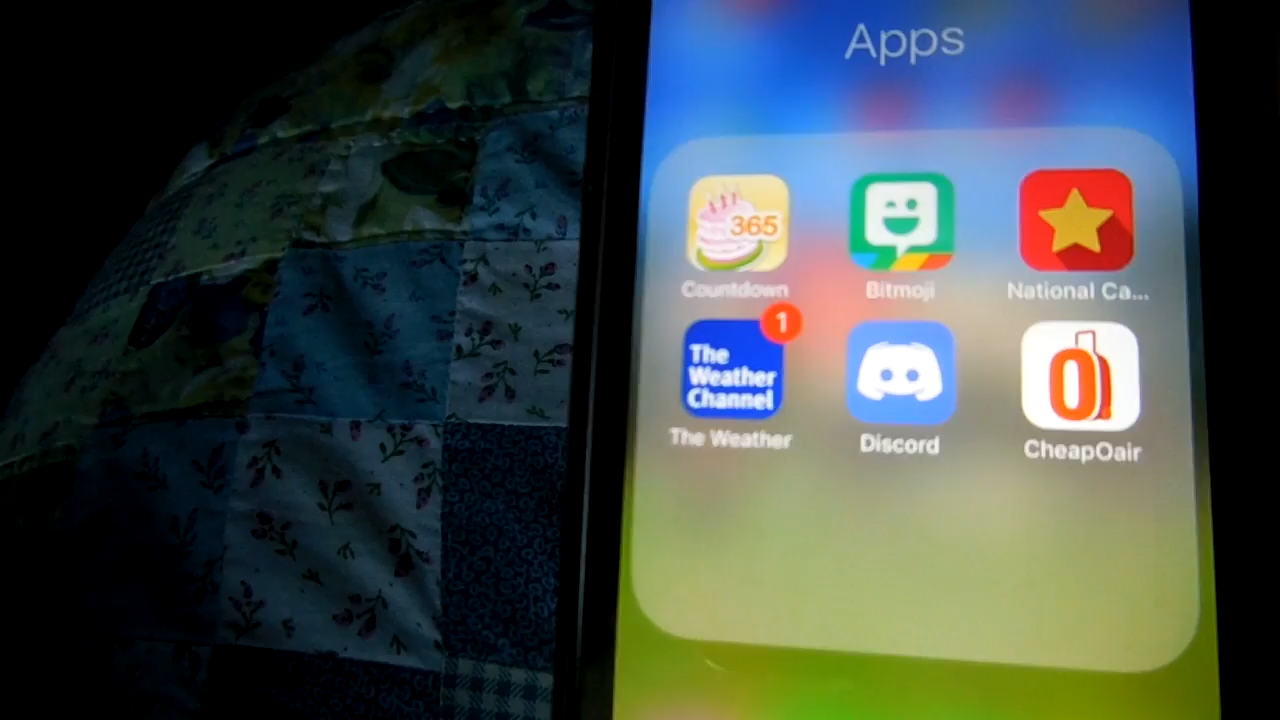 Apps
365
Countdown
Bitmoji
National Ca...
1
The
Weather
Channel
The Weather
Discord
CheapOair